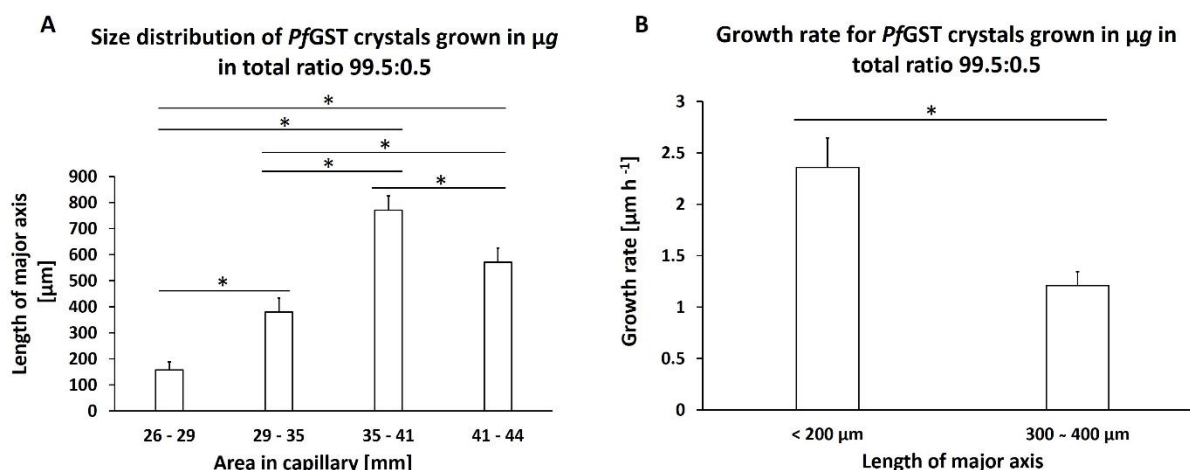 A
Size distribution of PfGST crystals grown in µg
in total ratio 99.5:0.5
*
*
*
*
*
*
900
800
700
600
500
400
300
200
100
0
Length of major axis
[µm]
26 - 29
29 - 35
35 - 41
41 - 44
Area in capillary [mm]
B
Growth rate for PfGST crystals grown in µg in
total ratio 99.5:0.5
*
3
2.5
2
1.5
1
0.5
0
Growth rate [µm h -1]
< 200 µm
300 ~ 400 µm
Length of major axis